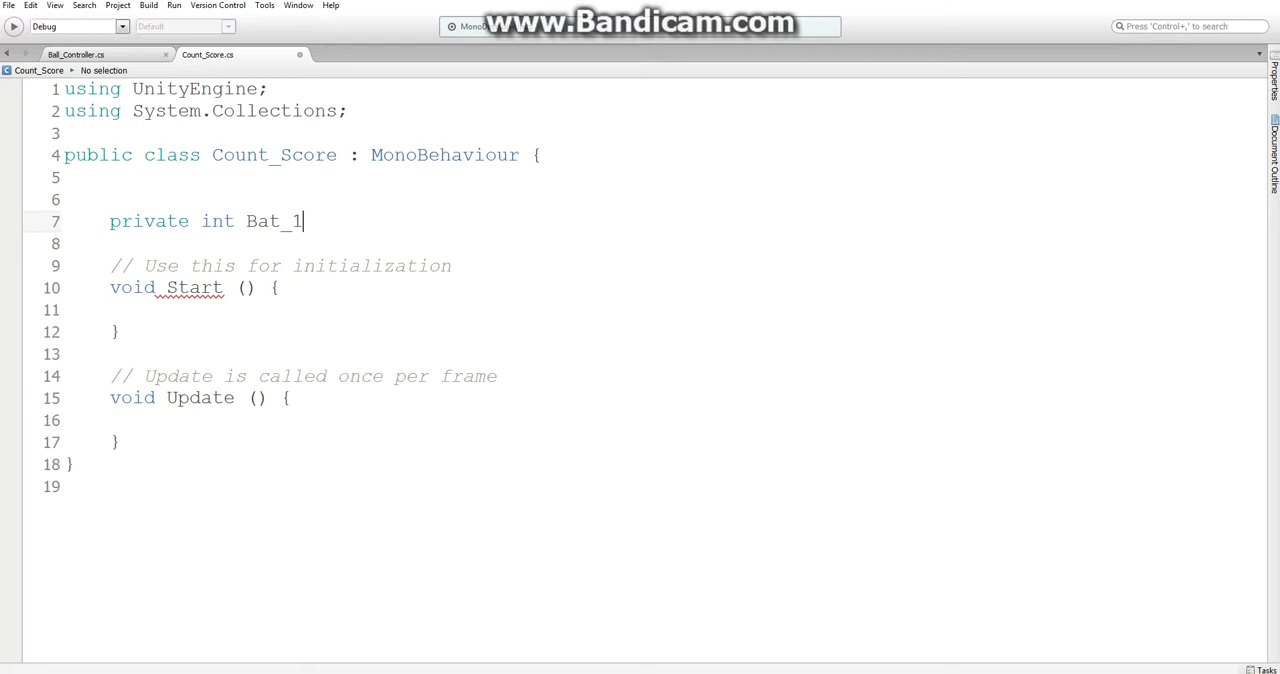 File Edit View Search Project Build Run Version Control Tools Window Help
Debug Default www.Bandicam.com Press 'Control+,' to search
Ball_Controller.cs × Count_Score.cs
Count_Score ▸ No selection
1 using UnityEngine;
2 using System.Collections;
3
4 public class Count_Score : MonoBehaviour {
5
6
7 private int Bat_1
8
9 // Use this for initialization
10 void Start () {
11
12 }
13
14 // Update is called once per frame
15 void Update () {
16
17 }
18 }
19
Properties
Document Outline
Tasks